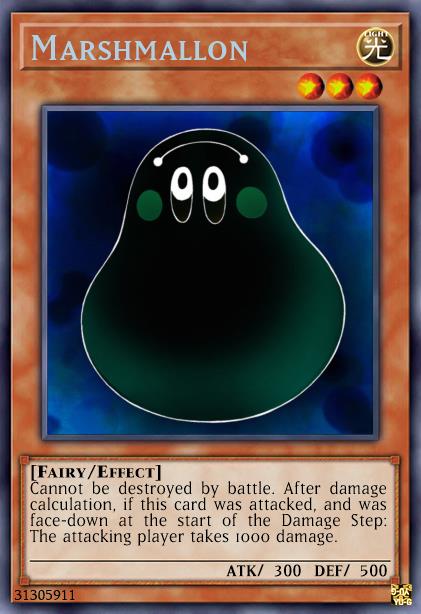 MARSHMALLON
LIGHT
光
[FAIRY/EFFECT]
Cannot be destroyed by battle. After damage
calculation, if this card was attacked, and was
face-down at the start of the Damage Step:
The attacking player takes 1000 damage.
ATK/ 300 DEF/ 500
31305911